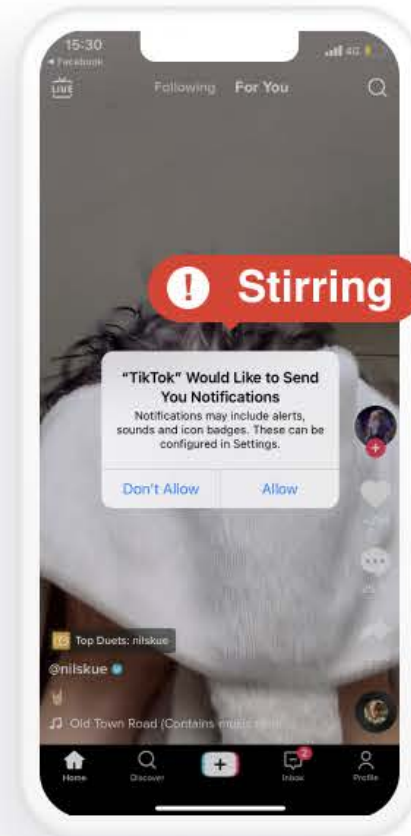 15:30
4G
◄ Facebook
LIVE
Following For You
! Stirring
“TikTok” Would Like to Send
You Notifications
Notifications may include alerts,
sounds and icon badges. These can be
configured in Settings.
Don't Allow Allow
Top Duets: nilskue
@nilskue
Old Town Road (Contains music
2
Home Discover Inbox Profile